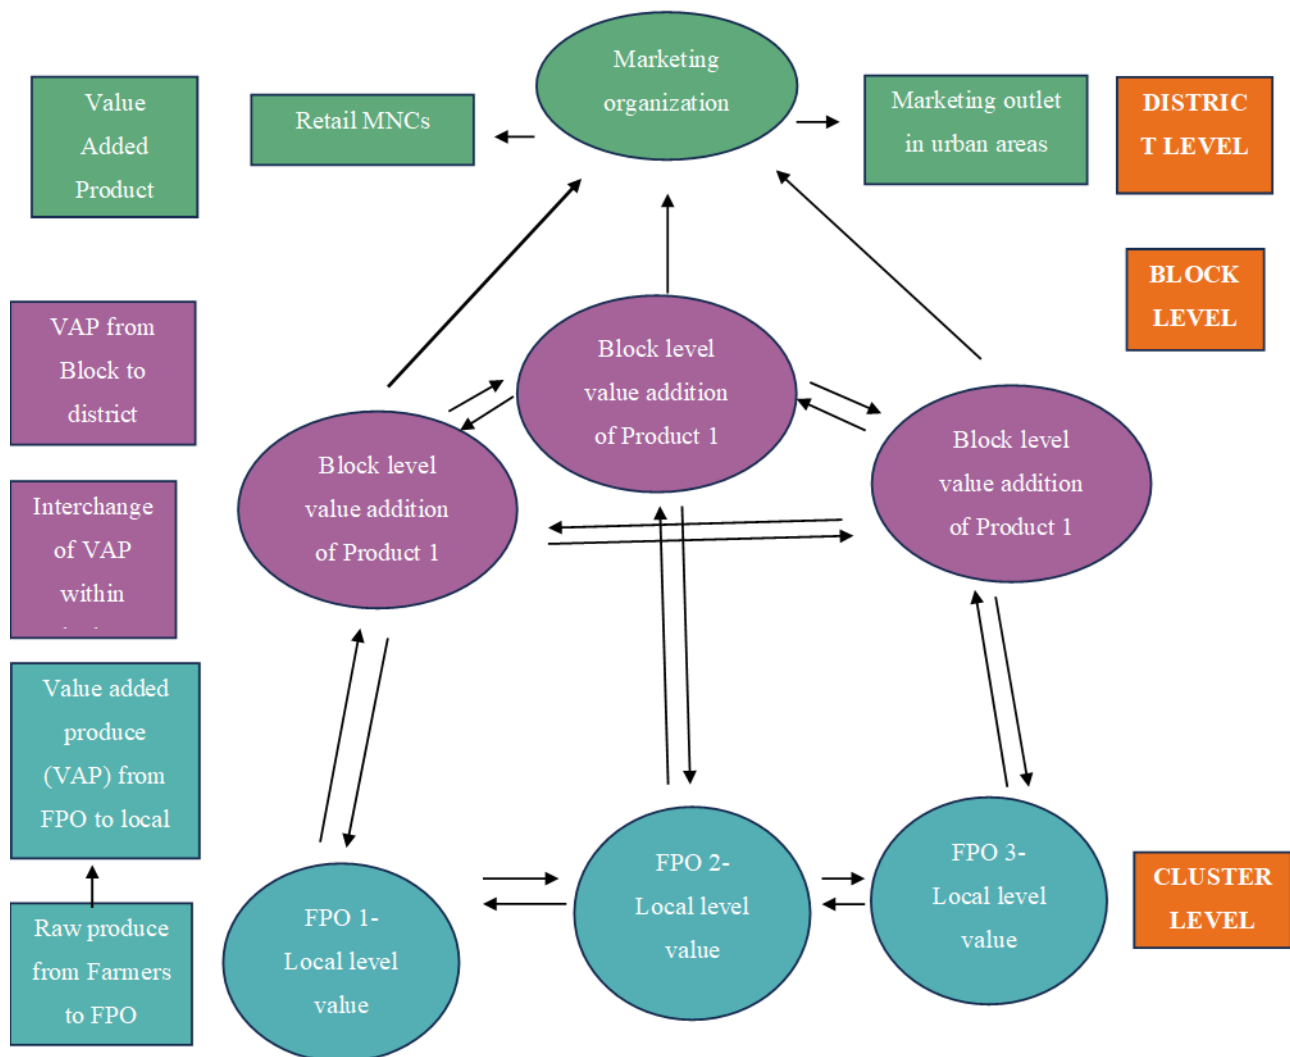 Marketing
organization
Value
Added
Product
Retail MNCs
Marketing outlet
in urban areas
DISTRIC
T LEVEL
BLOCK
LEVEL
VAP from
Block to
district
Block level
value addition
of Product 1
Block level
value addition
of Product 1
Block level
value addition
of Product 1
Interchange
of VAP
within
Value added
produce
(VAP) from
FPO to local
FPO 1-
Local level
value
FPO 2-
Local level
value
FPO 3-
Local level
value
CLUSTER
LEVEL
Raw produce
from Farmers
to FPO